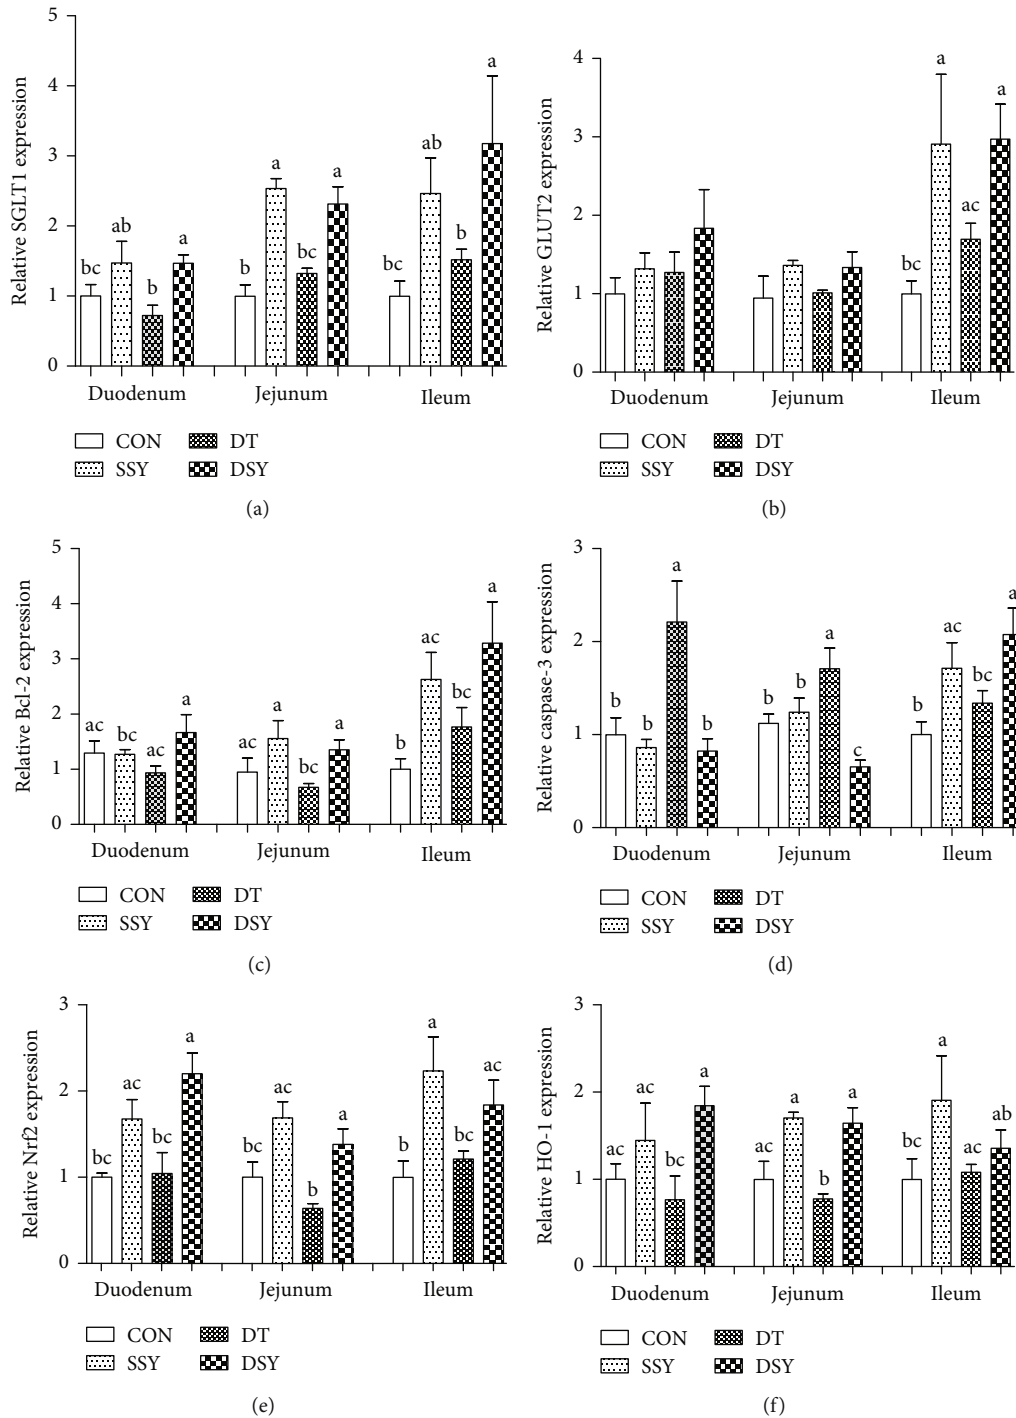 5
4
3
2
1
0
Relative SGLT1 expression
bc
ab
b
a
b
a
bc
a
bc
ab
b
a
Duodenum
Jejunum
Ileum
CON
DT
SSY
DSY
(a)
4
3
2
1
0
Relative GLUT2 expression
bc
a
ac
a
Duodenum
Jejunum
Ileum
CON
DT
SSY
DSY
(b)
5
4
3
2
1
0
Relative Bcl-2 expression
ac
bc
ac
a
ac
a
bc
a
b
ac
bc
a
Duodenum
Jejunum
Ileum
CON
DT
SSY
DSY
(c)
3
2
1
0
Relative caspase-3 expression
b
b
a
b
b
b
a
c
b
ac
bc
a
Duodenum
Jejunum
Ileum
CON
DT
SSY
DSY
(d)
3
2
1
0
Relative Nrf2 expression
bc
ac
bc
a
bc
ac
b
a
b
a
bc
ac
Duodenum
Jejunum
Ileum
CON
DT
SSY
DSY
(e)
3
2
1
0
Relative HO-1 expression
ac
ac
bc
a
ac
a
b
a
bc
a
ac
ab
Duodenum
Jejunum
Ileum
CON
DT
SSY
DSY
(f)